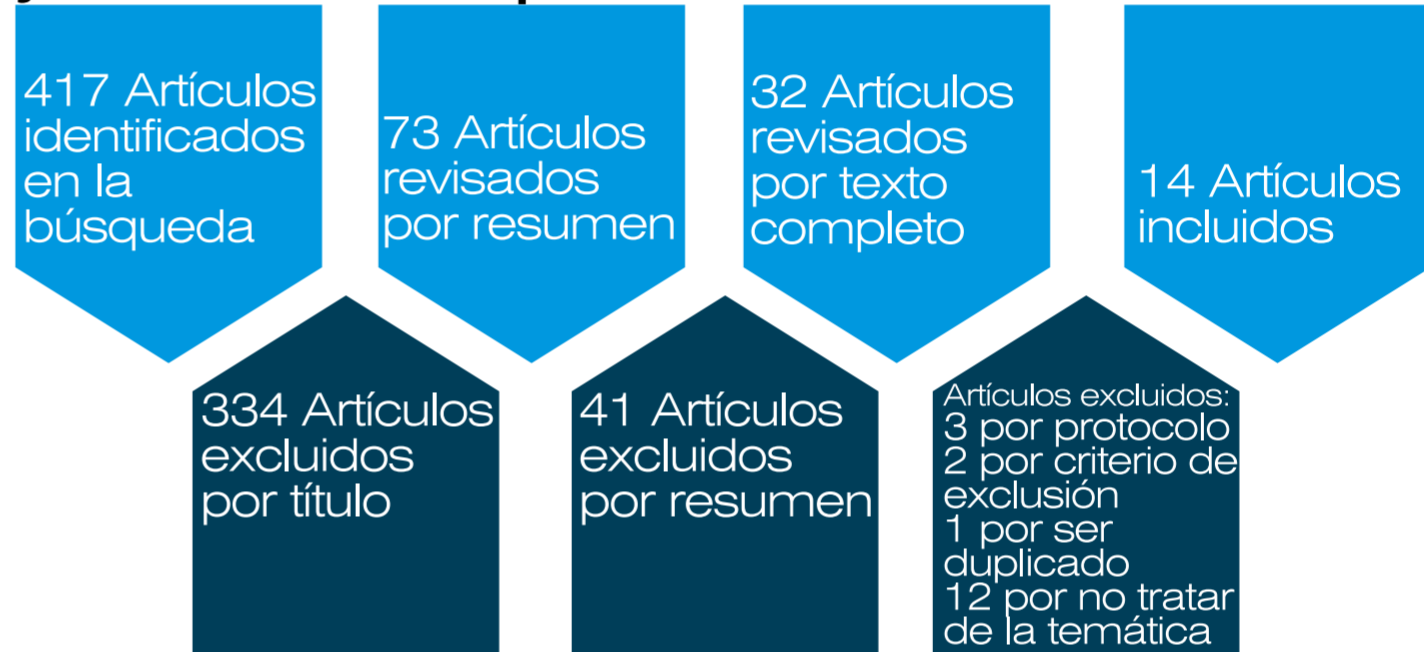 417 Artículos
identificados
en la
búsqueda
334 Artículos
excluidos
por título
73 Artículos
revisados
por resumen
41 Artículos
excluidos
por resumen
32 Artículos
revisados
por texto
completo
Artículos excluidos:
3 por protocolo
2 por criterio de
exclusión
1 por ser
duplicado
12 por no tratar
de la temática
14 Artículos
incluidos